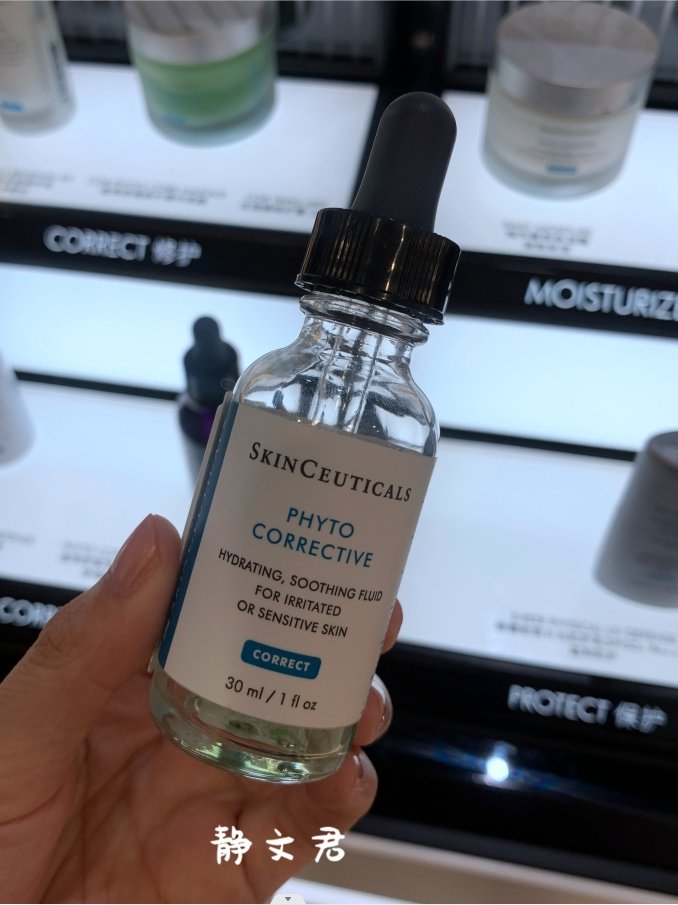 CORRECT 修护
MOISTURIZE
SKINCEUTICALS
PHYTO
CORRECTIVE
HYDRATING, SOOTHING FLUID
FOR IRRITATED
OR SENSITIVE SKIN
CORRECT
30 ml / 1 fl oz
PROTECT 保护
静文君